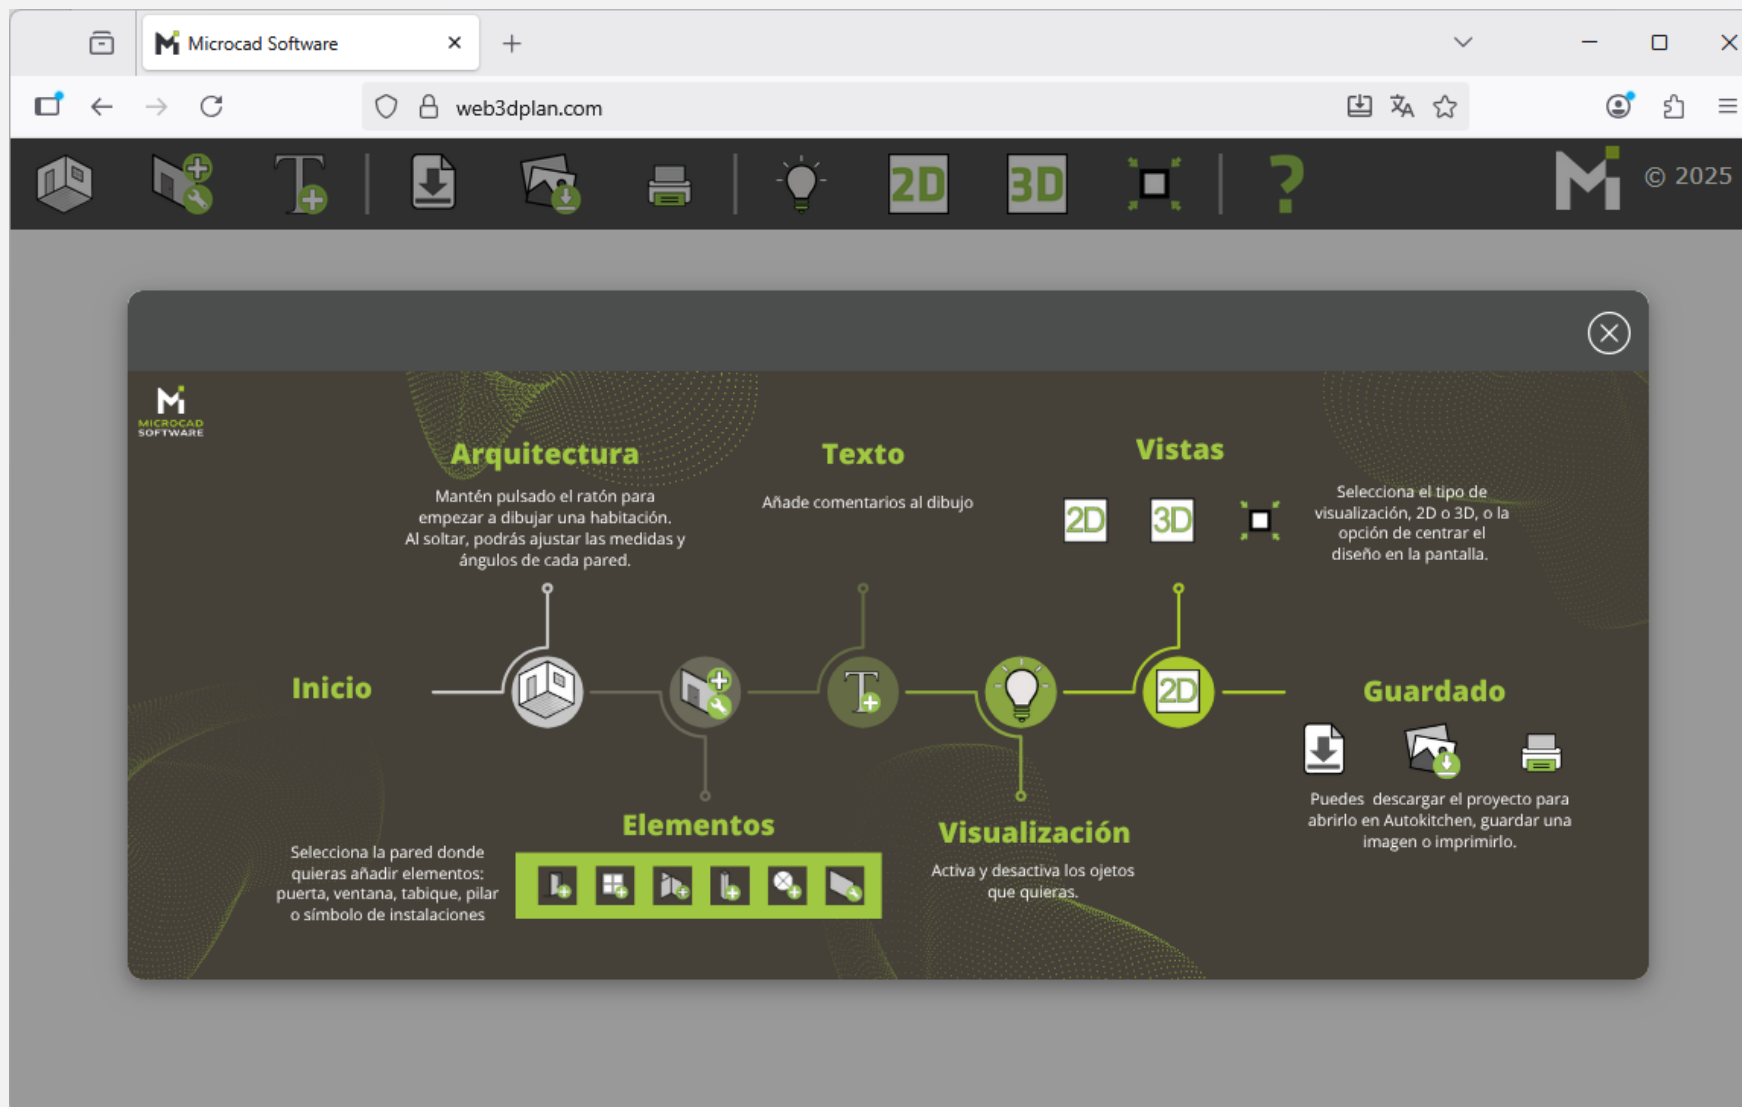 Microcad Software
web3dplan.com
T
2D
3D
?
Mi
© 2025
Mi
MICROCAD
SOFTWARE
Arquitectura
Mantén pulsado el ratón para
empezar a dibujar una habitación.
Al soltar, podrás ajustar las medidas y
ángulos de cada pared.
Texto
Añade comentarios al dibujo
Vistas
2D
3D
Selecciona el tipo de
visualización, 2D o 3D, o la
opción de centrar el
diseño en la pantalla.
Inicio
T
2D
Guardado
Puedes descargar el proyecto para
abrirlo en Autokitchen, guardar una
imagen o imprimirlo.
Elementos
Selecciona la pared donde
quieras añadir elementos:
puerta, ventana, tabique, pilar
o símbolo de instalaciones
Visualización
Activa y desactiva los ojetos
que quieras.